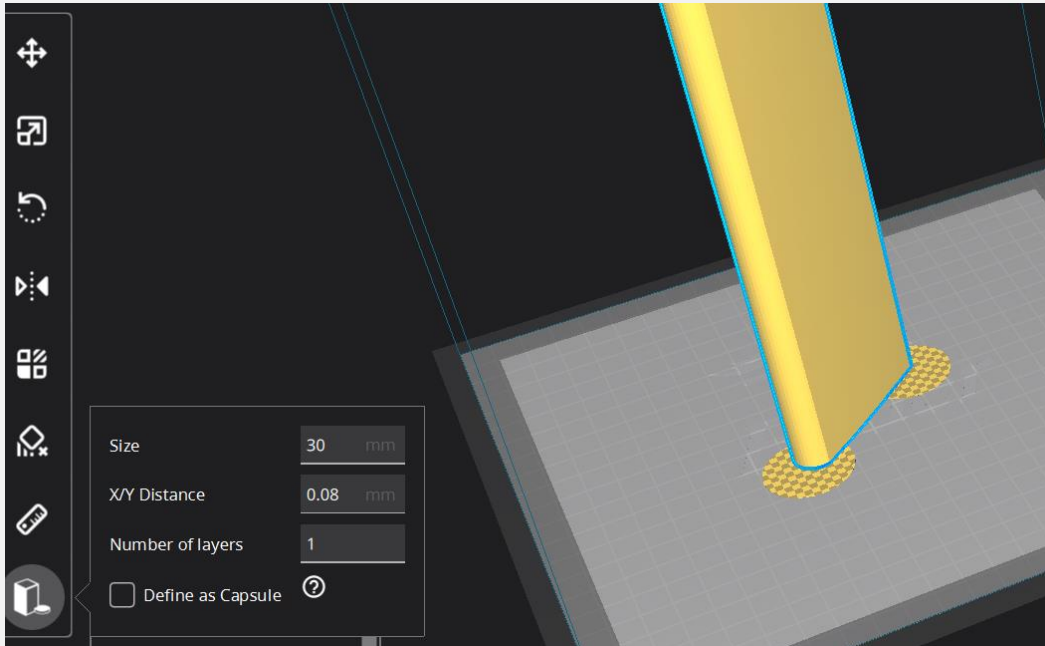 Size 30 mm
X/Y Distance 0.08 mm
Number of layers 1
Define as Capsule